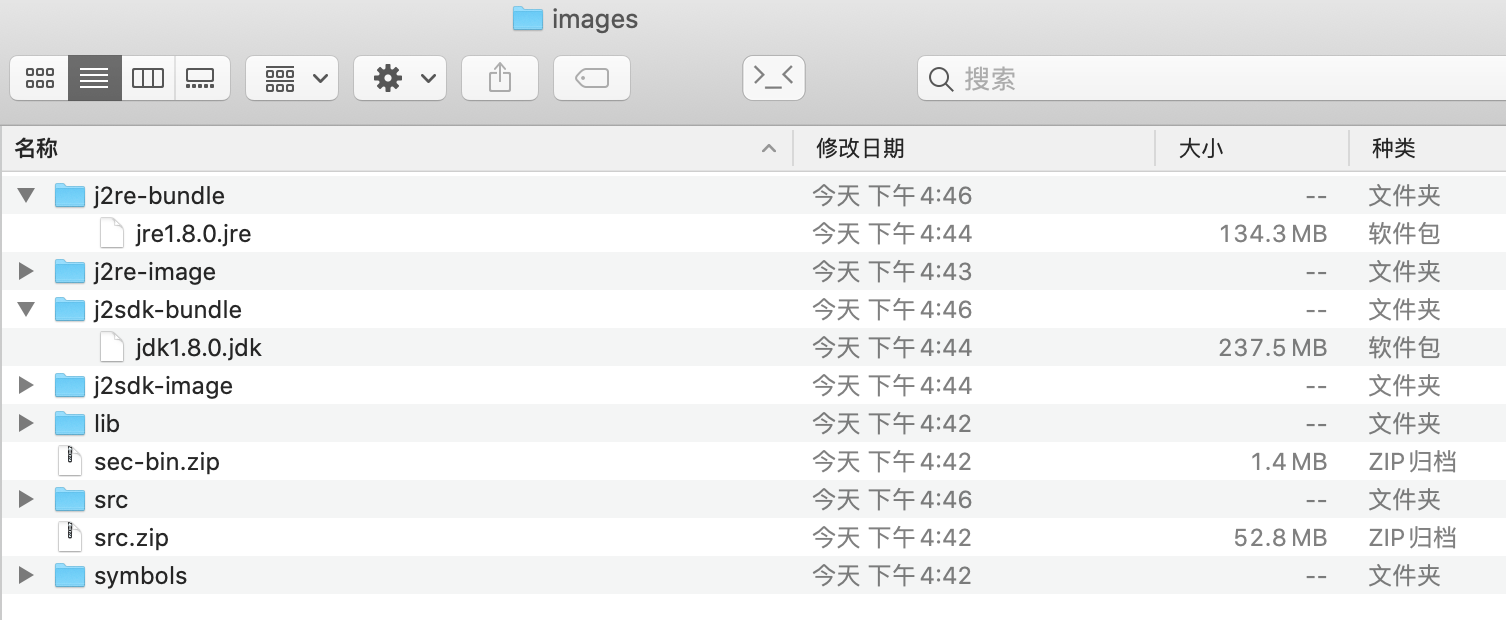 images
搜索
名称 修改日期 大小 种类
j2re-bundle 今天 下午4:46 -- 文件夹
jre1.8.0.jre 今天 下午4:44 134.3 MB 软件包
j2re-image 今天 下午4:43 -- 文件夹
j2sdk-bundle 今天 下午4:46 -- 文件夹
jdk1.8.0.jdk 今天 下午4:44 237.5 MB 软件包
j2sdk-image 今天 下午4:44 -- 文件夹
lib 今天 下午4:42 -- 文件夹
sec-bin.zip 今天 下午4:42 1.4 MB ZIP归档
src 今天 下午4:46 -- 文件夹
src.zip 今天 下午4:42 52.8 MB ZIP归档
symbols 今天 下午4:42 -- 文件夹